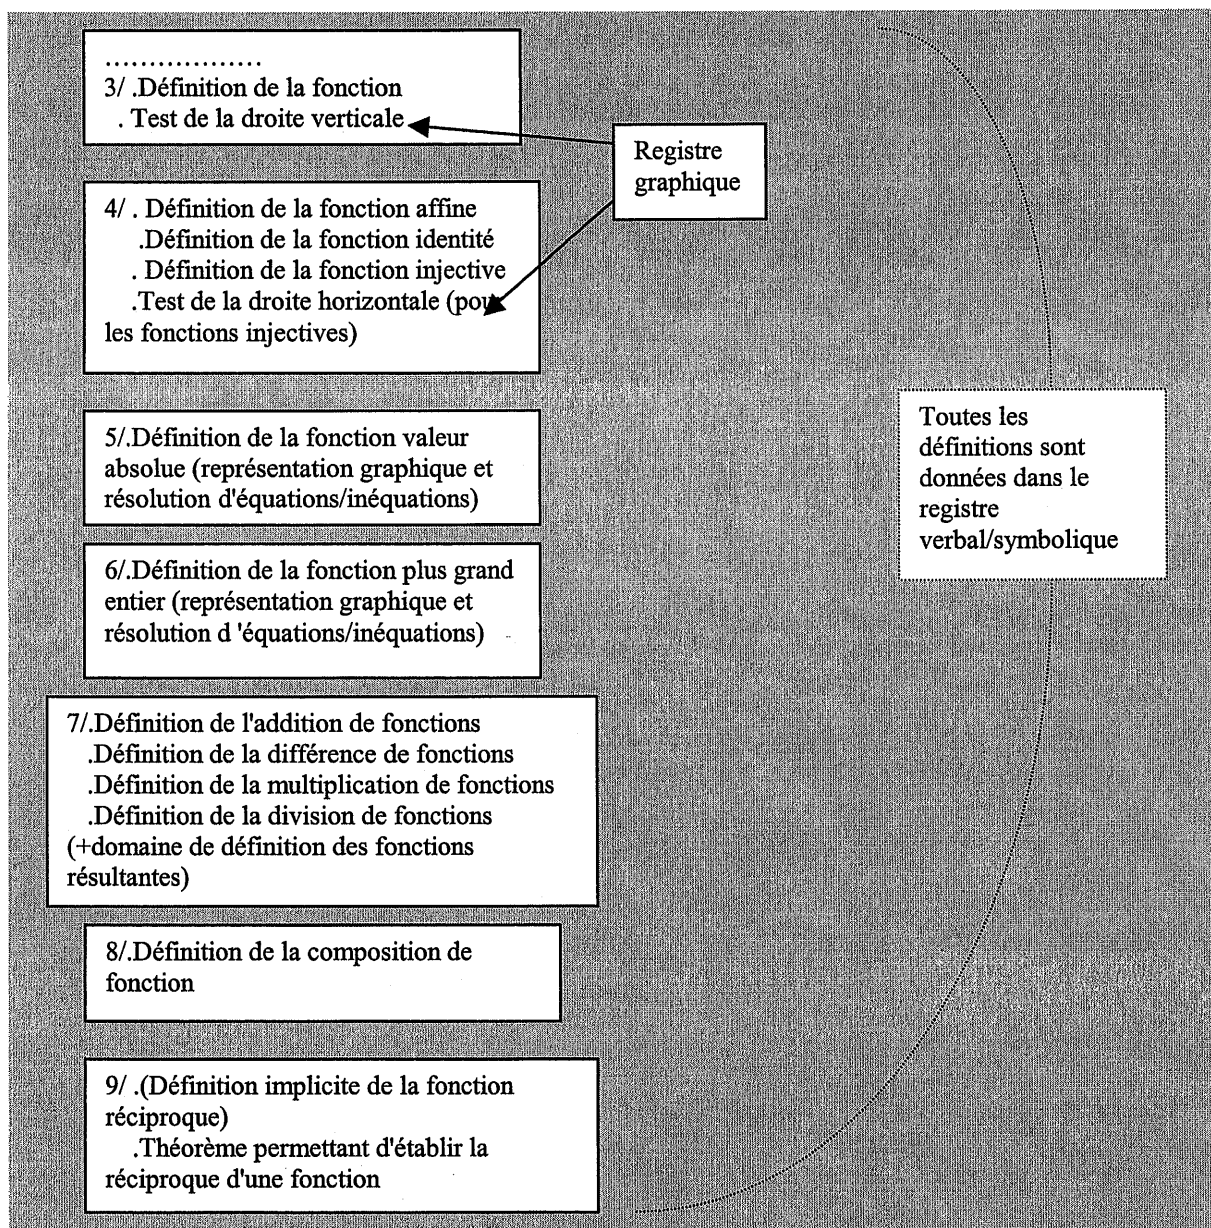 ..................
3/ .Définition de la fonction
. Test de la droite verticale
Registre
graphique
4/ . Définition de la fonction affine
.Définition de la fonction identité
. Définition de la fonction injective
.Test de la droite horizontale (pour
les fonctions injectives)
5/.Définition de la fonction valeur
absolue (représentation graphique et
résolution d'équations/inéquations)
Toutes les
définitions sont
données dans le
registre
verbal/symbolique
6/.Définition de la fonction plus grand
entier (représentation graphique et
résolution d 'équations/inéquations)
7/.Définition de l'addition de fonctions
.Définition de la différence de fonctions
.Définition de la multiplication de fonctions
.Définition de la division de fonctions
(+domaine de définition des fonctions
résultantes)
8/.Définition de la composition de
fonction
9/ .(Définition implicite de la fonction
réciproque)
.Théorème permettant d'établir la
réciproque d'une fonction